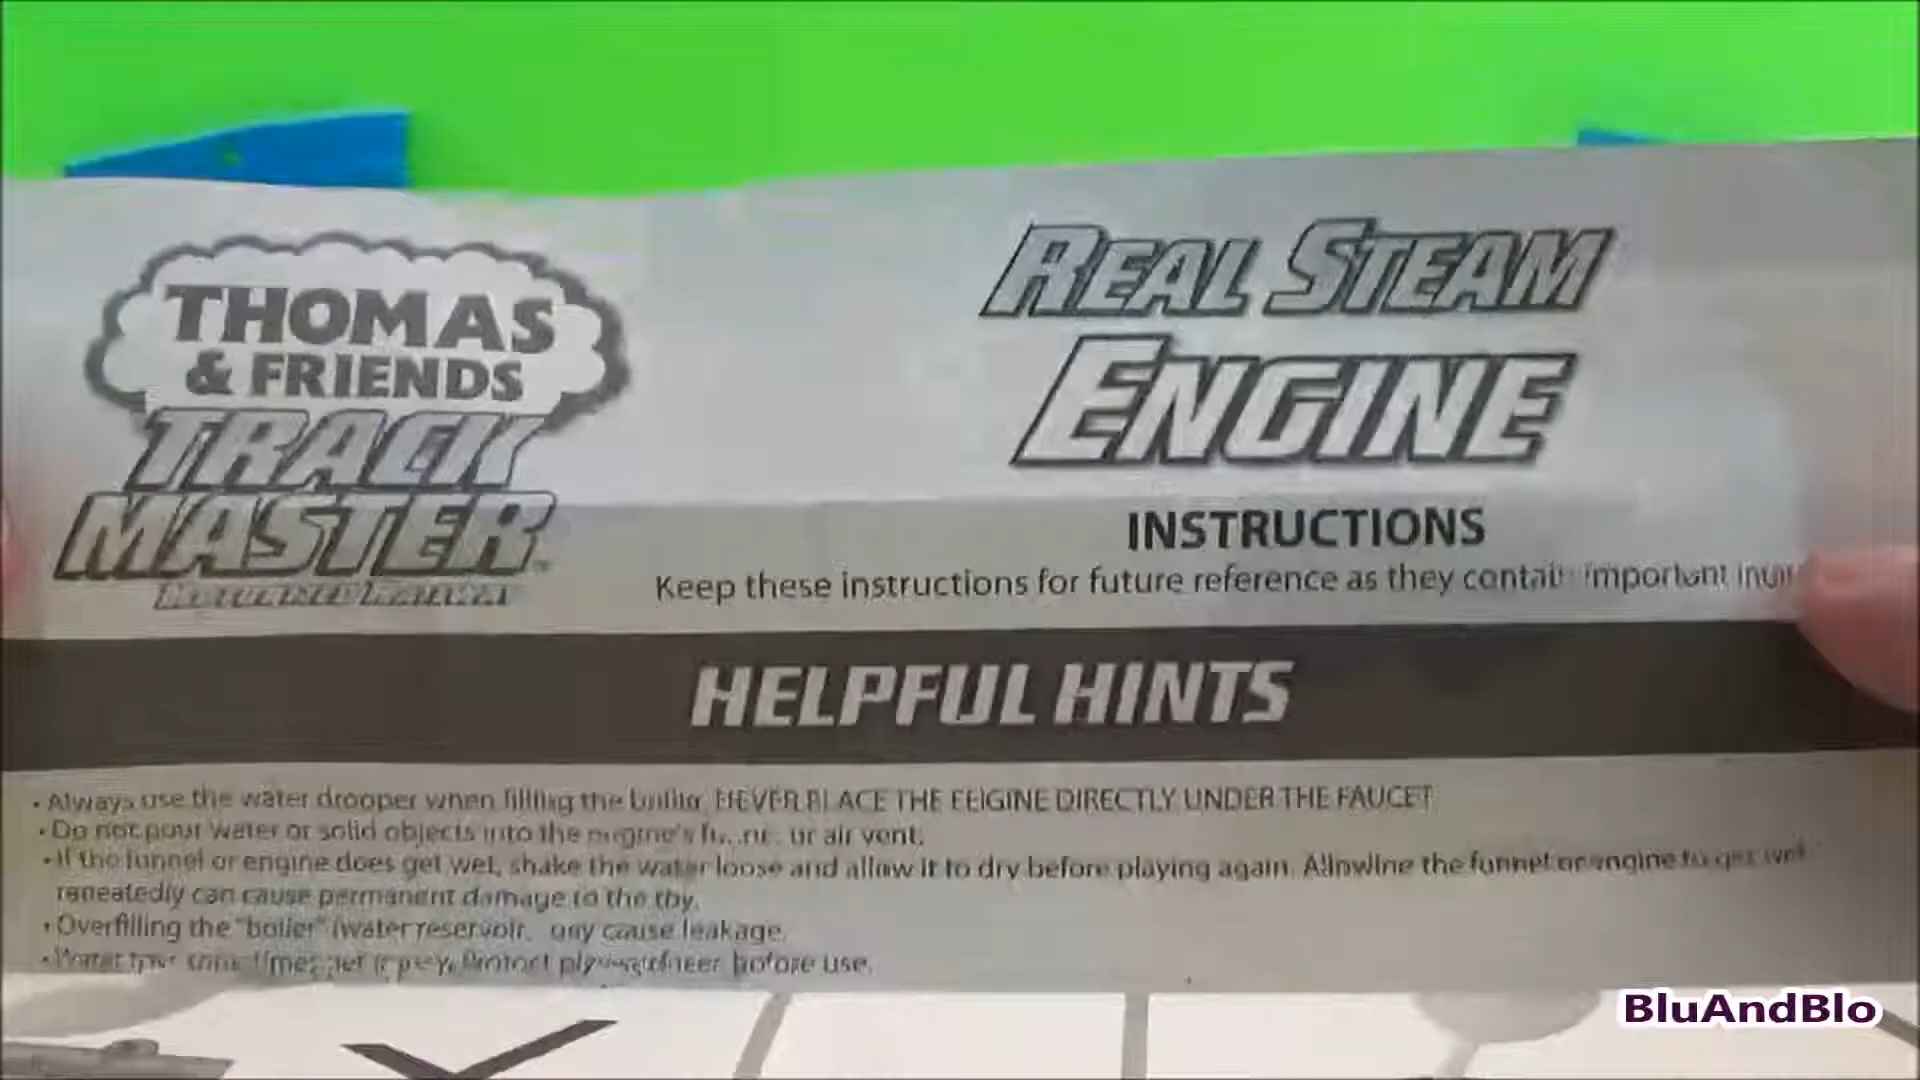 THOMAS
& FRIENDS
TRACK
MASTER
REAL STEAM
ENGINE
INSTRUCTIONS
Keep these instructions for future reference as they contain important
HELPFUL HINTS
• Always use the water dropper when filling the boiler. NEVER PLACE THE ENGINE DIRECTLY UNDER THE FAUCET
• Do not pour water or solid objects into the engine's funnel or air vent.
• If the funnel or engine does get wet, shake the water loose and allow it to dry before playing again. Allowing the funnel or engine to get wet
repeatedly can cause permanent damage to the toy.
• Overfilling the "boiler" (water reservoir, may cause leakage.
• Water before use.
BluAndBlo